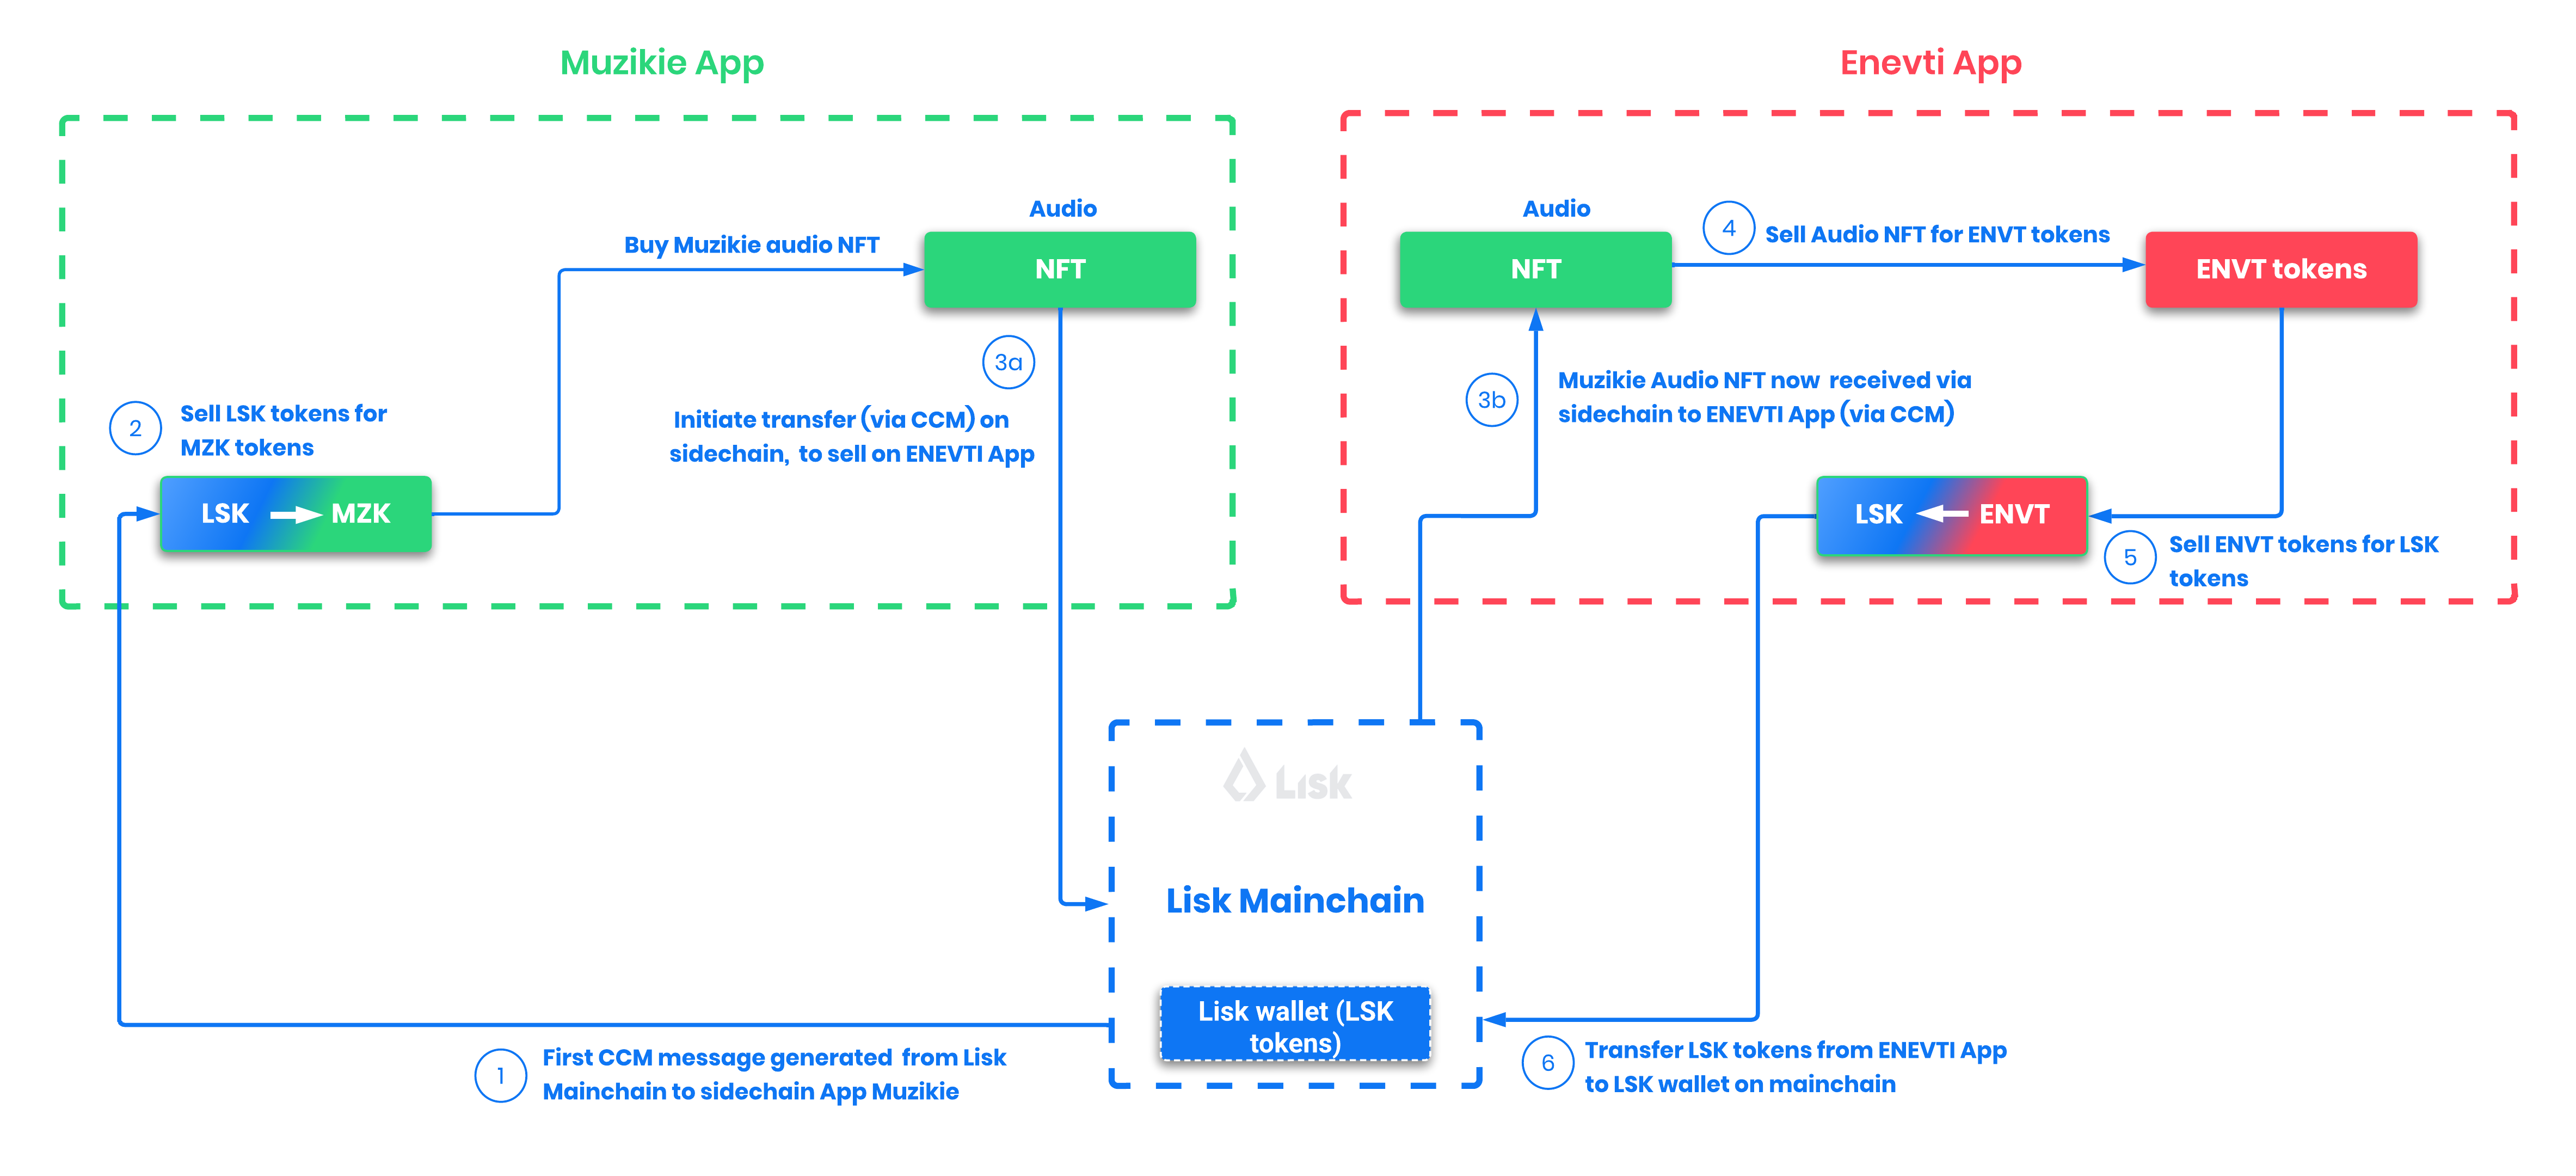 Muzikie App
Enevti App
Audio
Buy Muzikie audio NFT
NFT
3a
Initiate transfer (via CCM) on
sidechain, to sell on ENEVTI App
2
Sell LSK tokens for
MZK tokens
LSK
MZK
Audio
NFT
4
Sell Audio NFT for ENVT tokens
ENVT tokens
3b
Muzikie Audio NFT now received via
sidechain to ENEVTI App (via CCM)
LSK
ENVT
5
Sell ENVT tokens for LSK
tokens
Lisk
Lisk Mainchain
Lisk wallet (LSK
tokens)
1
First CCM message generated from Lisk
Mainchain to sidechain App Muzikie
6
Transfer LSK tokens from ENEVTI App
to LSK wallet on mainchain